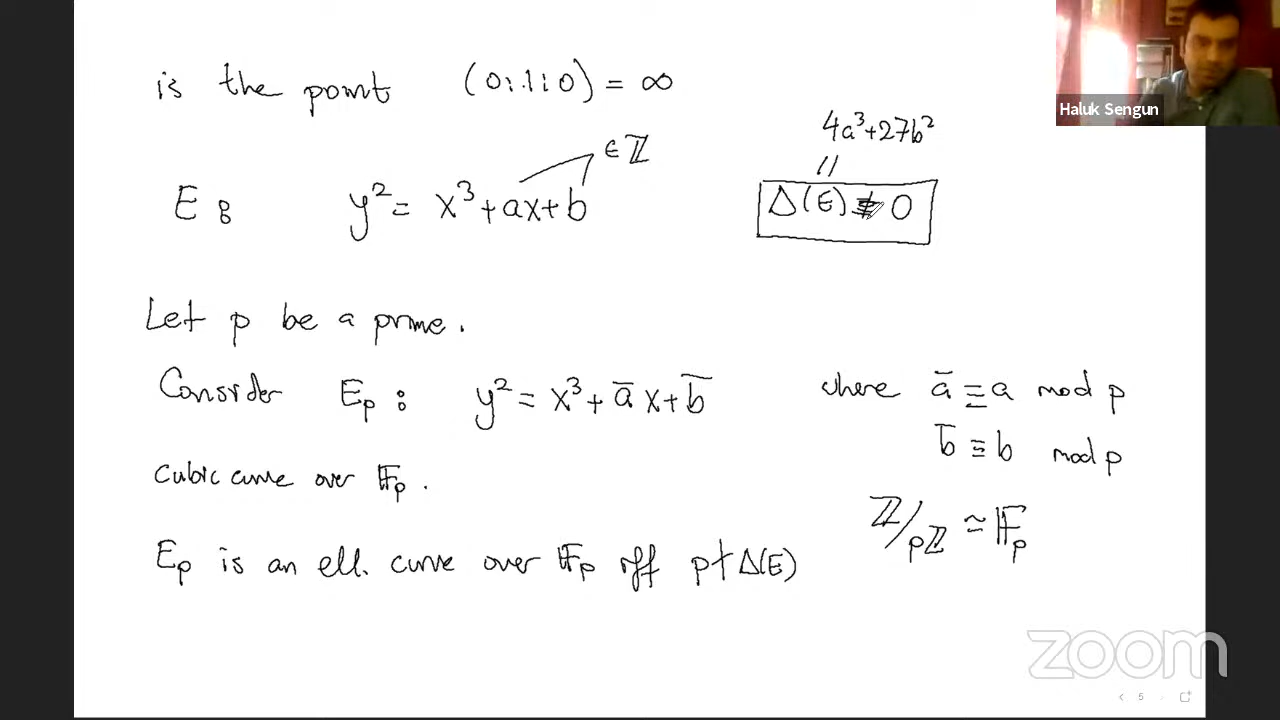 is the point (0:1:0) = ∞
Haluk Sengun
4a³+27b²
∈ ℤ
||
E : y² = x³ + ax + b
Δ(E) ≠ 0
Let p be a prime.
Consider E_p : y² = x³ + a̅ x + b̅ where a̅ ≡ a mod p
b̅ ≡ b mod p
cubic curve over 𝔽_p .
ℤ/pℤ ≃ 𝔽_p
E_p is an ell. curve over 𝔽_p iff p∤Δ(E)
zoom
5